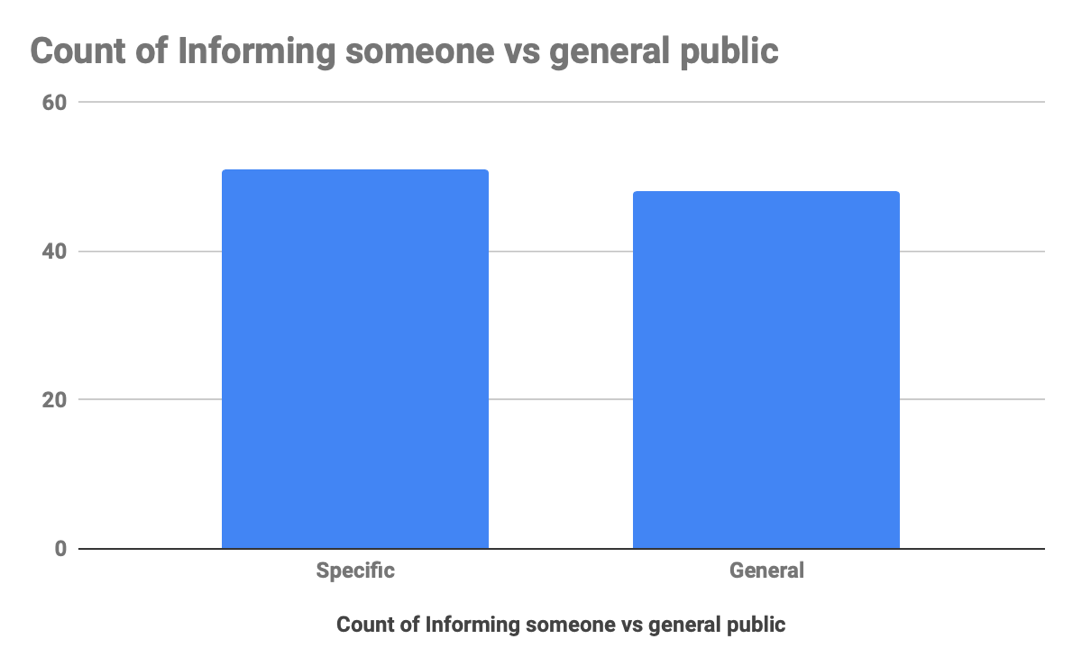 Count of Informing someone vs general public
60
40
20
0
Specific
General
Count of Informing someone vs general public